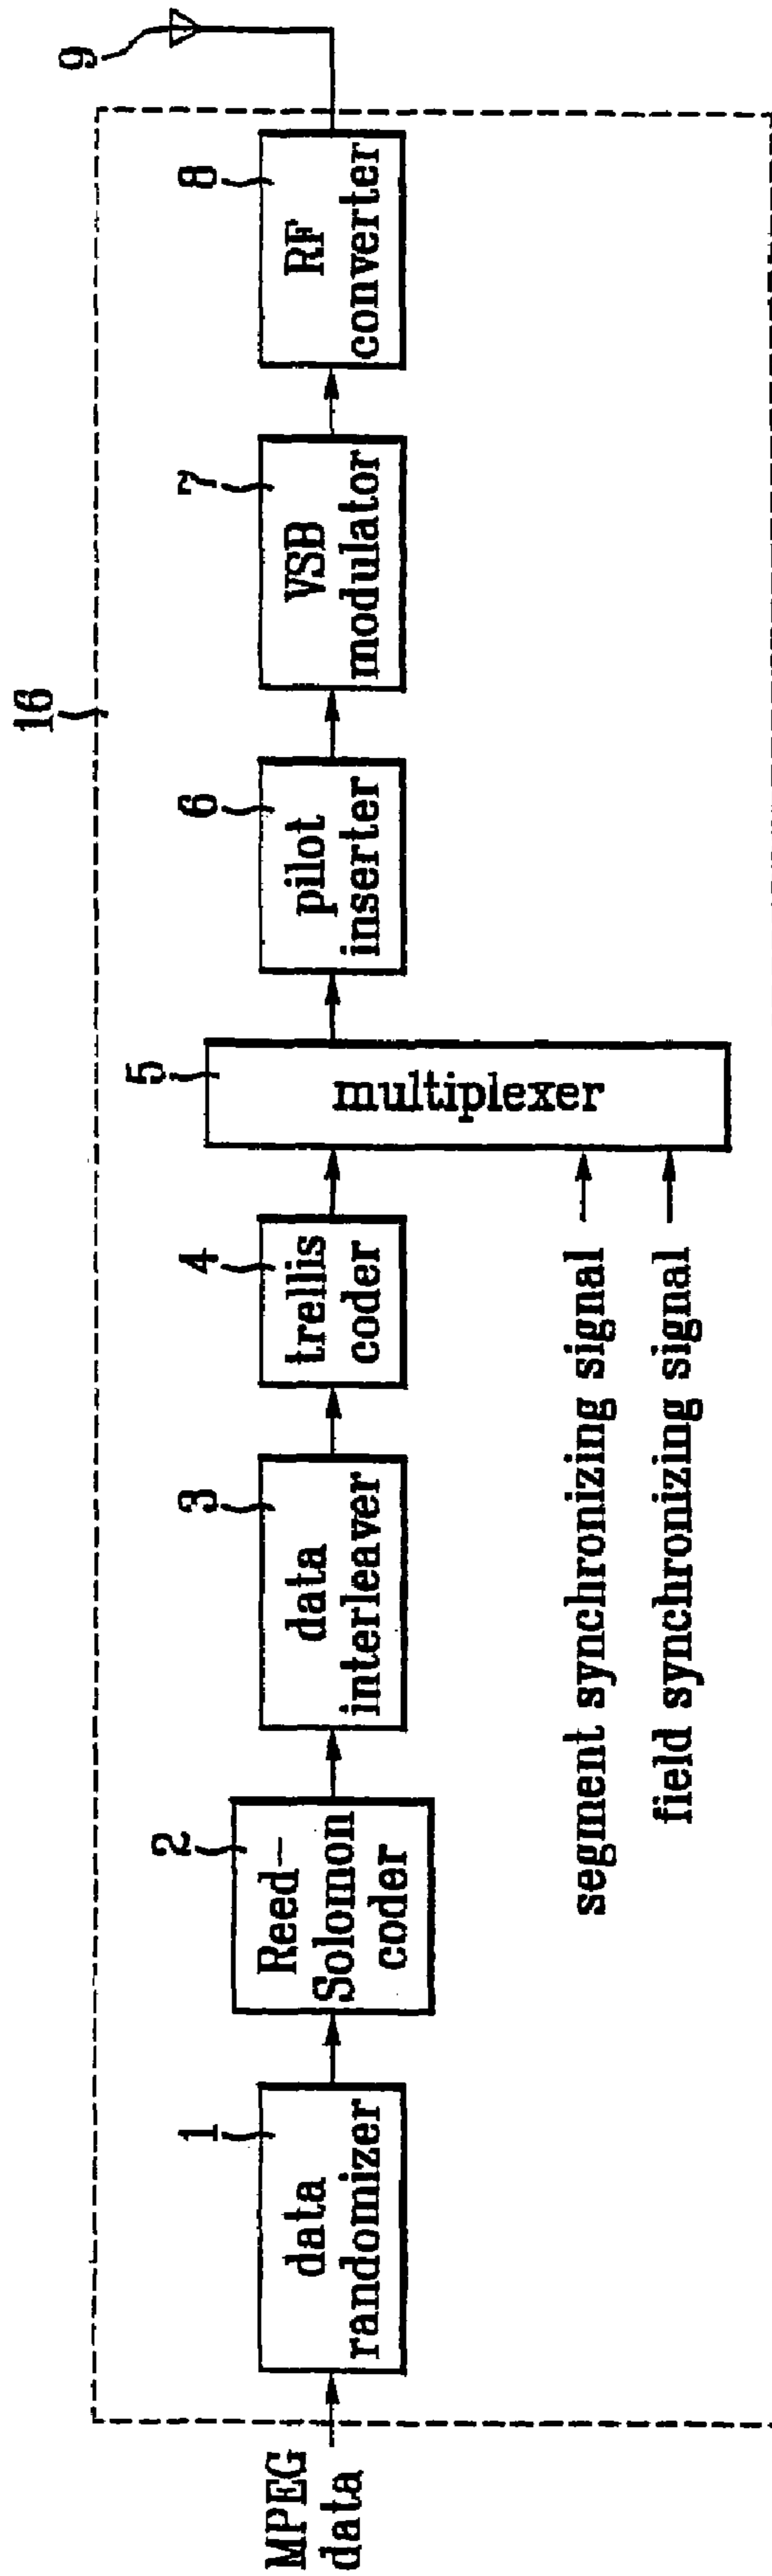 MPEG
data
16
1
data
randomizer
2
Reed-
Solomon
coder
3
data
interleaver
4
trellis
coder
5
multiplexer
segment synchronizing signal
field synchronizing signal
6
pilot
inserter
7
VSB
modulator
8
RF
converter
9